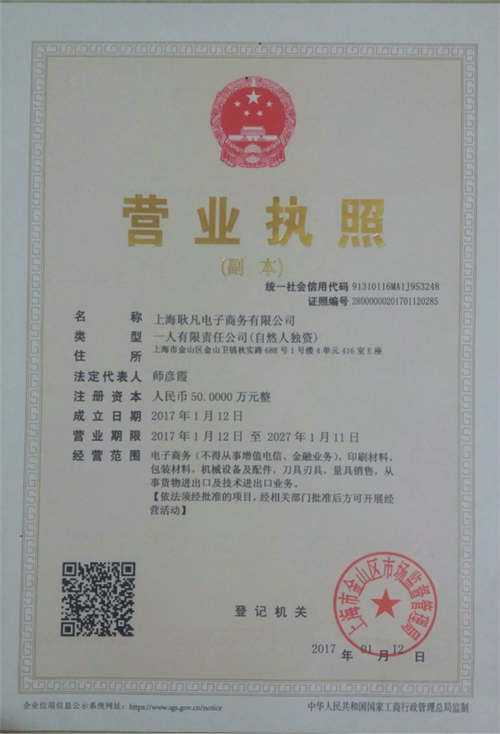 营业执照
(副 本)
统一社会信用代码 91310116MA1J953248
证照编号 28000000201701120285
名 称 上海耿凡电子商务有限公司
类 型 一人有限责任公司(自然人独资)
住 所 上海市金山区金山卫镇秋实路688号1号楼4单元416室E座
法定代表人 师彦霞
注册资本 人民币50.0000万元整
成立日期 2017年1月12日
营业期限 2017年1月12日 至 2027年1月11日
经营范围 电子商务(不得从事增值电信、金融业务),印刷材料,
包装材料,机械设备及配件,刀具刃具,量具销售,从
事货物进出口及技术进出口业务。
【依法须经批准的项目,经相关部门批准后方可开展经
营活动】
登记机关
上海市金山区市场监督管理局
2017 年 01 月 12 日
企业信用信息公示系统网址: https://www.sgs.gov.cn/notice
中华人民共和国国家工商行政管理总局监制